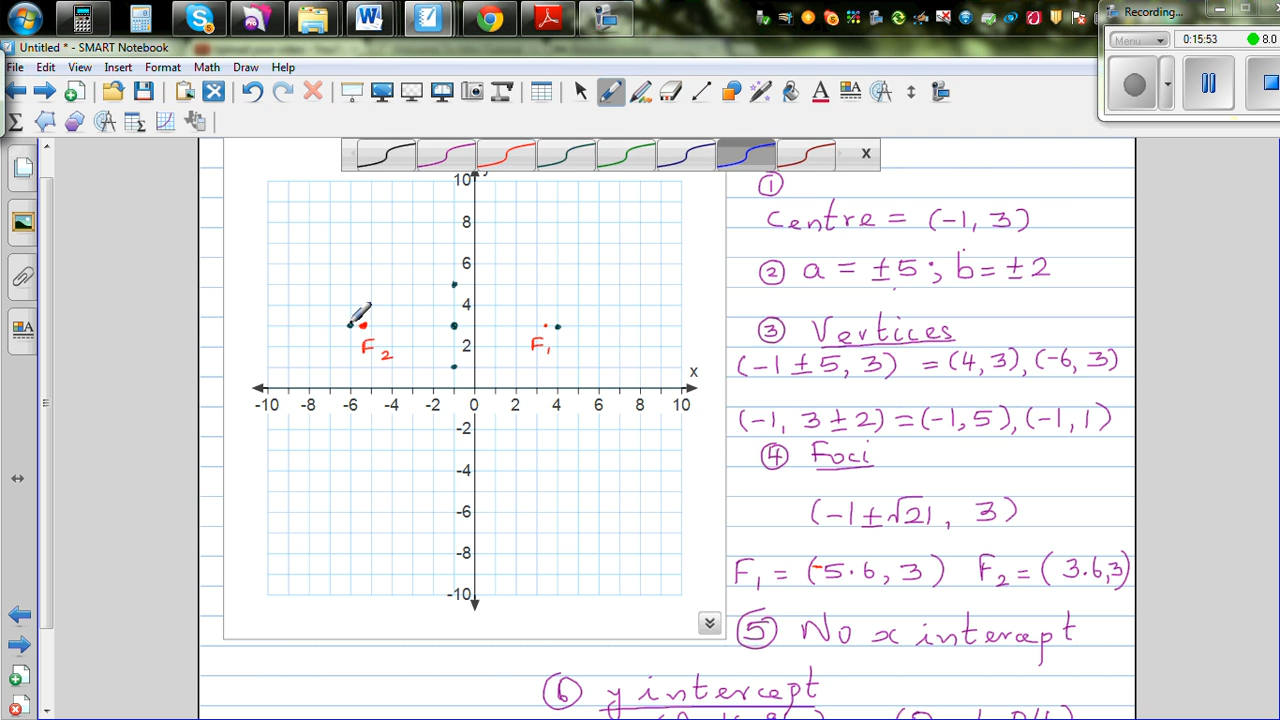 Recording...
Menu
0:15:53
8.0
Untitled * - SMART Notebook
File Edit View Insert Format Math Draw Help
x
①
Centre = (-1, 3)
② a = ±5 ; b = ±2
③ Vertices
(-1 ± 5, 3) = (4, 3), (-6, 3)
(-1, 3 ± 2) = (-1, 5), (-1, 1)
④ Foci
(-1 ± √21, 3)
F₁ = (-5.6, 3) F₂ = (3.6, 3)
⑤ No x intercept
⑥ y intercept
10
8
6
4
2
F₂
F₁
x
-10 -8 -6 -4 -2 0 2 4 6 8 10
-2
-4
-6
-8
-10